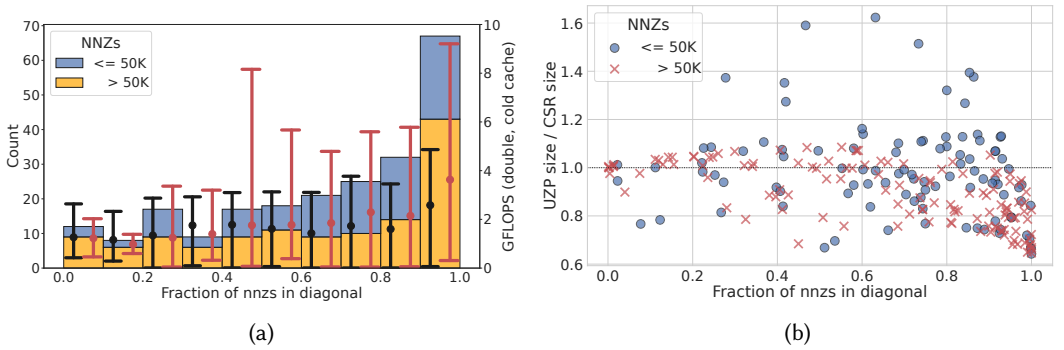 70
60
50
40
30
20
10
0
Count
NNZs
<= 50K
> 50K
10
8
6
4
2
0
GFLOPS (double, cold cache)
0.0 0.2 0.4 0.6 0.8 1.0
Fraction of nnzs in diagonal
(a)
1.6
1.4
1.2
1.0
0.8
0.6
UZP size / CSR size
NNZs
<= 50K
> 50K
0.0 0.2 0.4 0.6 0.8 1.0
Fraction of nnzs in diagonal
(b)